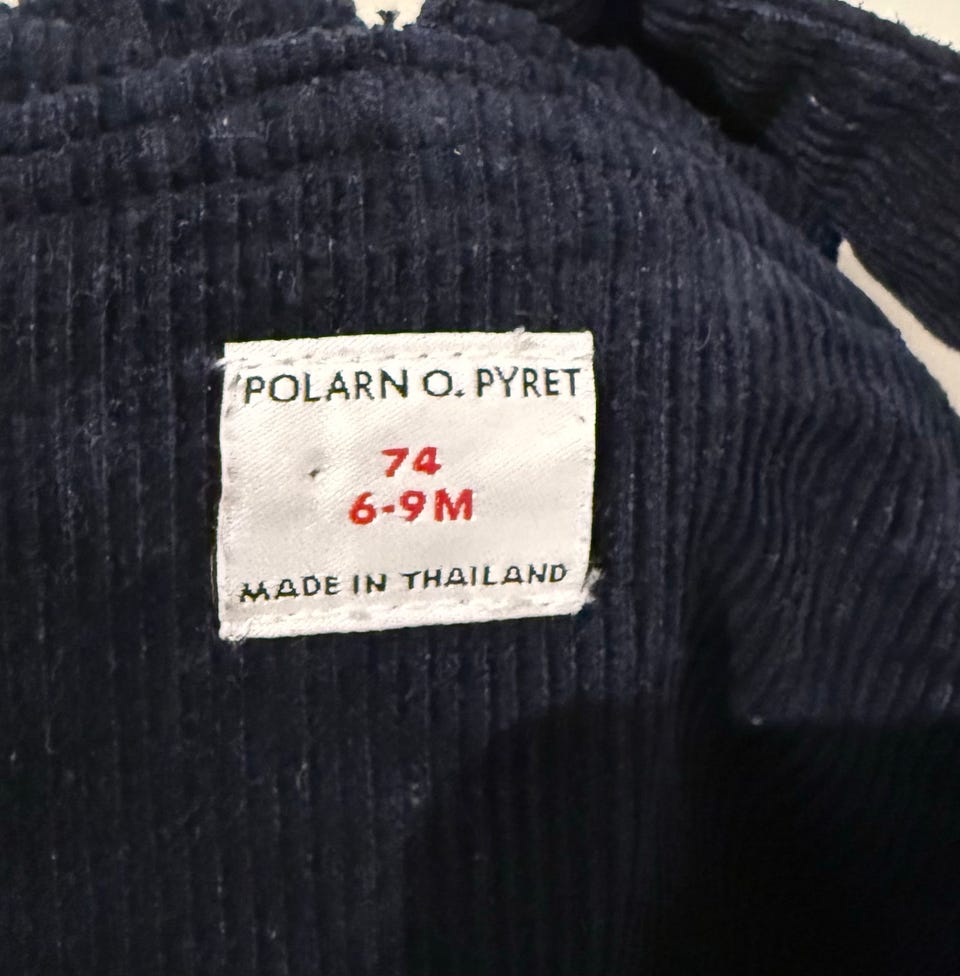 POLARN O. PYRET
74
6-9M
MADE IN THAILAND